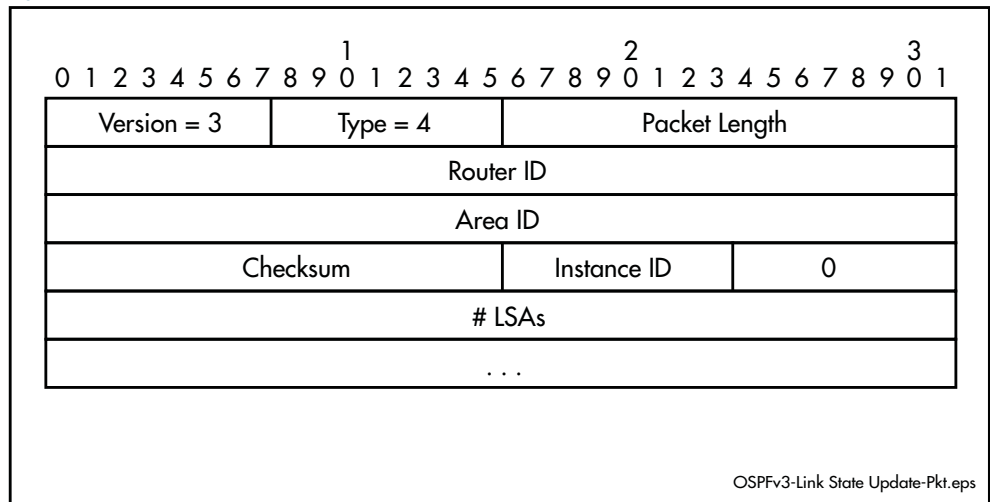 1 2 3
0 1 2 3 4 5 6 7 8 9 0 1 2 3 4 5 6 7 8 9 0 1 2 3 4 5 6 7 8 9 0 1
Version = 3 Type = 4 Packet Length
Router ID
Area ID
Checksum Instance ID 0
# LSAs
. . .
OSPFv3-Link State Update-Pkt.eps